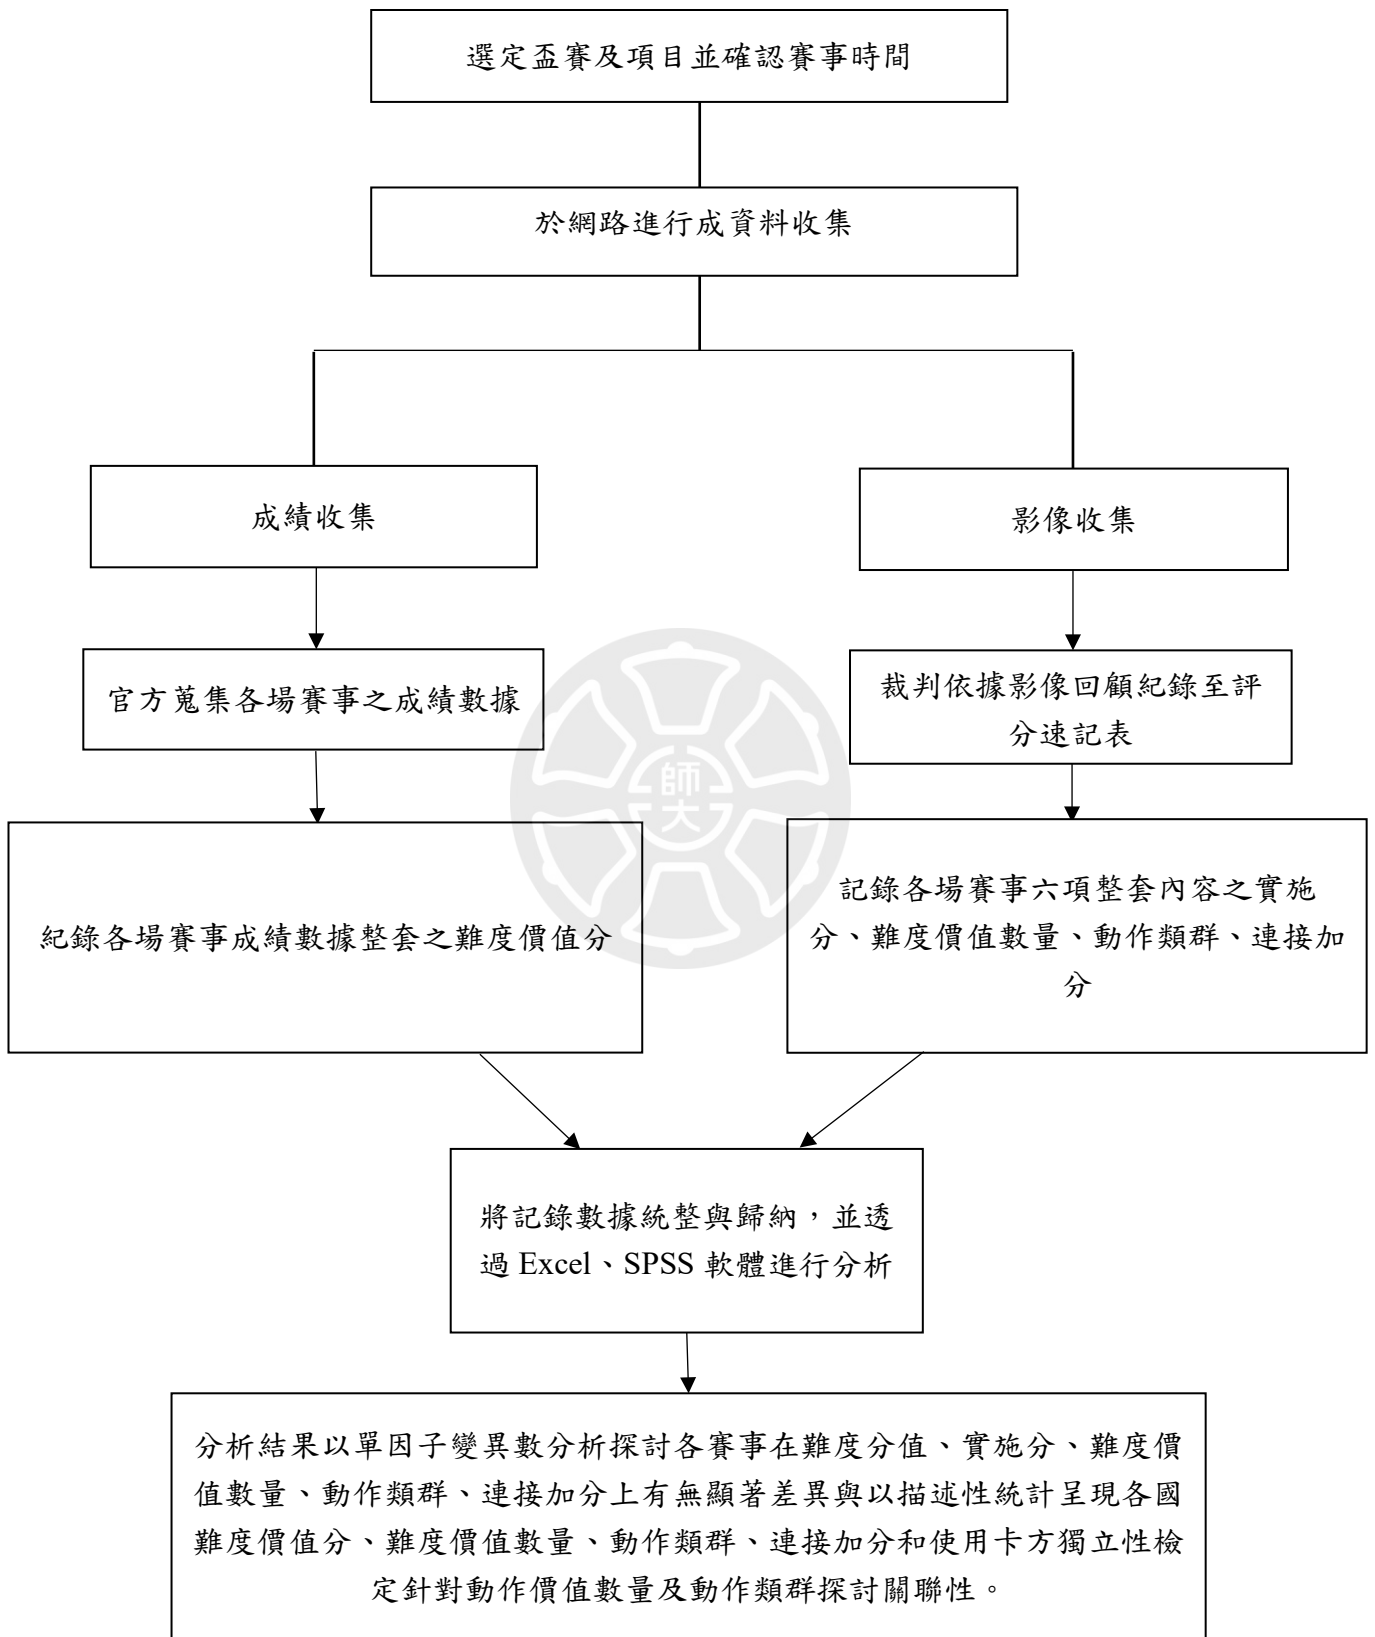 選定盃賽及項目並確認賽事時間
於網路進行成資料收集
成績收集
影像收集
官方蒐集各場賽事之成績數據
裁判依據影像回顧紀錄至評
分速記表
師大
紀錄各場賽事成績數據整套之難度價值分
記錄各場賽事六項整套內容之實施
分、難度價值數量、動作類群、連接加
分
將記錄數據統整與歸納，並透
過 Excel、SPSS 軟體進行分析
分析結果以單因子變異數分析探討各賽事在難度分值、實施分、難度價
值數量、動作類群、連接加分上有無顯著差異與以描述性統計呈現各國
難度價值分、難度價值數量、動作類群、連接加分和使用卡方獨立性檢
定針對動作價值數量及動作類群探討關聯性。